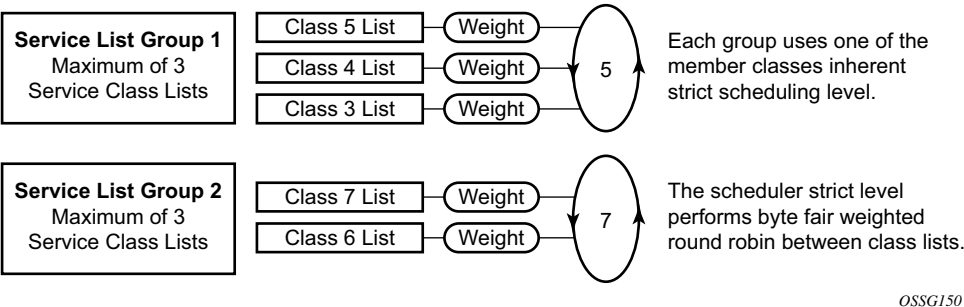 Service List Group 1
Maximum of 3
Service Class Lists
Class 5 List
Weight
Class 4 List
Weight
Class 3 List
Weight
5
Each group uses one of the
member classes inherent
strict scheduling level.
Service List Group 2
Maximum of 3
Service Class Lists
Class 7 List
Weight
Class 6 List
Weight
7
The scheduler strict level
performs byte fair weighted
round robin between class lists.
OSSG150